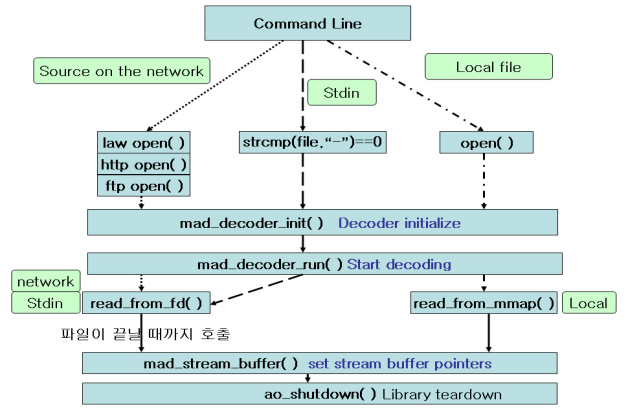 Command Line
Source on the network
Local file
Stdin
law open( )
http open( )
ftp open( )
strcmp(file,“-”)==0
open( )
mad_decoder_init( ) Decoder initialize
mad_decoder_run( ) Start decoding
network
Stdin
read_from_fd( )
read_from_mmap( )
Local
파일이 끝날 때까지 호출
mad_stream_buffer( ) set stream buffer pointers
ao_shutdown( ) Library teardown